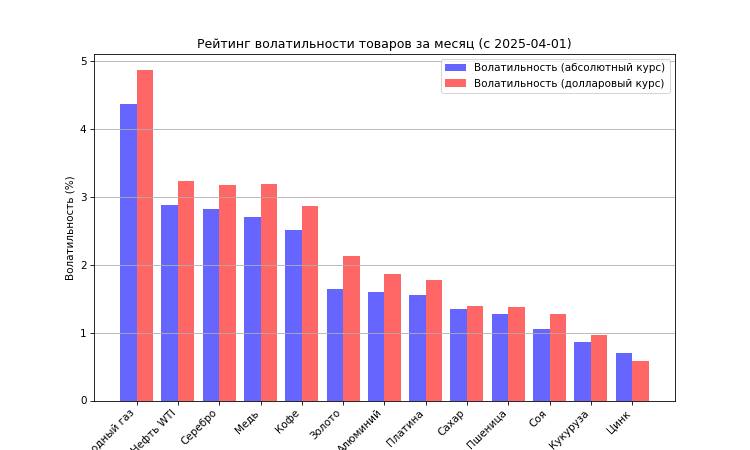 Рейтинг волатильности товаров за месяц (с 2025-04-01)
Волатильность (абсолютный курс)
Волатильность (долларовый курс)
Волатильность (%)
5
4
3
2
1
0
газ
Нефть WTI
Серебро
Медь
Кофе
Золото
Алюминий
Платина
Сахар
Пшеница
Соя
Кукуруза
Цинк